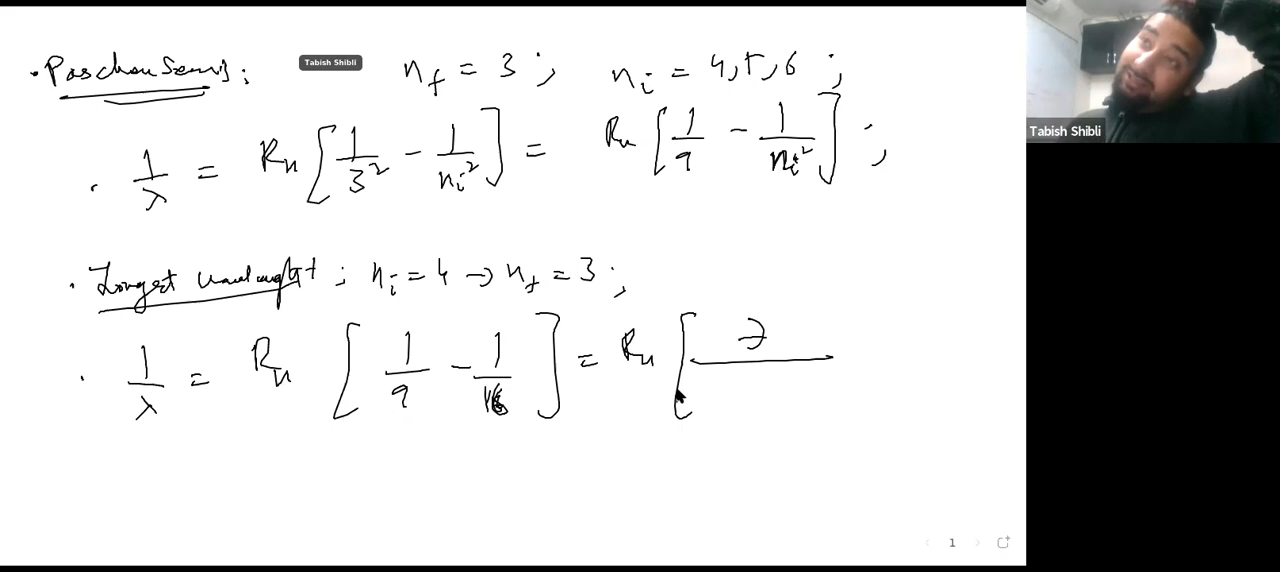 · Paschen Series : n_f = 3 ; n_i = 4, 5, 6 ;
Tabish Shibli
· 1/λ = R_H [ 1/3² - 1/n_i² ] = R_H [ 1/9 - 1/n_i² ] ;
Tabish Shibli
· Longest wavelength ; n_i = 4 → n_f = 3 ;
· 1/λ = R_H [ 1/9 - 1/16 ] = R_H [ 7/
1